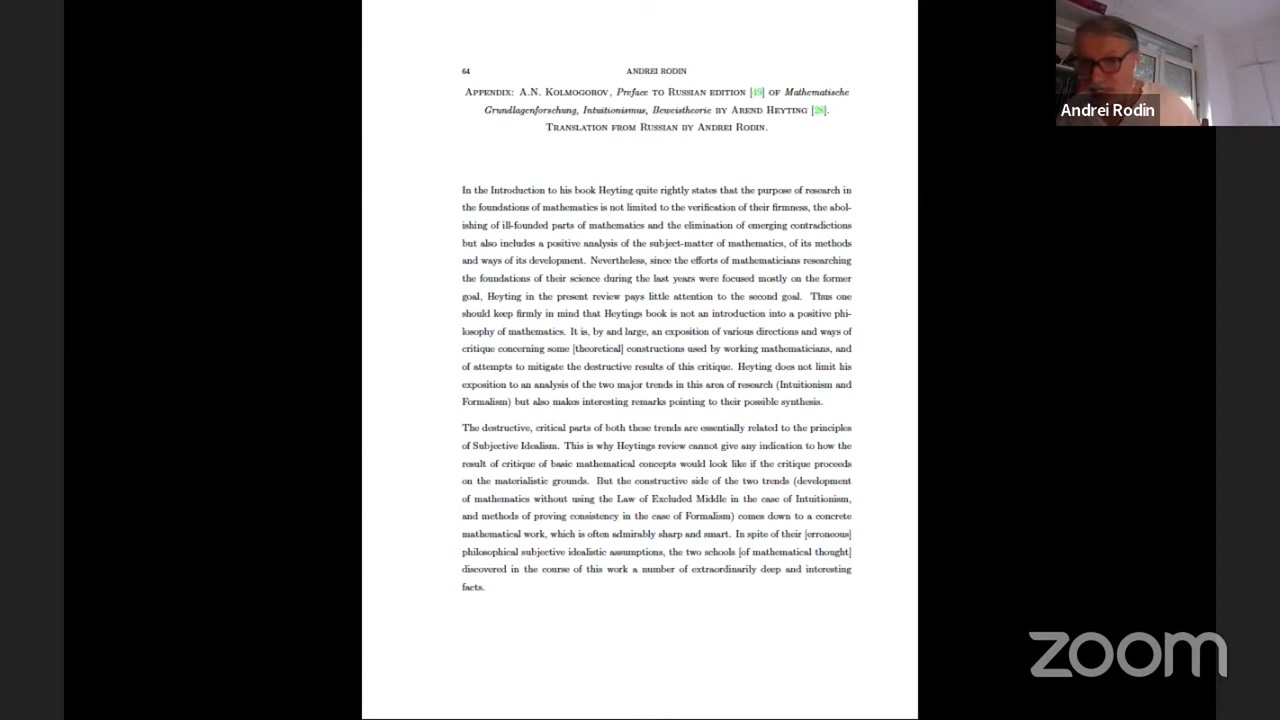 64
ANDREI RODIN
APPENDIX: A.N. KOLMOGOROV, Preface TO RUSSIAN EDITION [49] OF Mathematische
Grundlagenforschung, Intuitionismus, Beweistheorie BY AREND HEYTING [28].
TRANSLATION FROM RUSSIAN BY ANDREI RODIN.
In the Introduction to his book Heyting quite rightly states that the purpose of research in
the foundations of mathematics is not limited to the verification of their firmness, the abol-
ishing of ill-founded parts of mathematics and the elimination of emerging contradictions
but also includes a positive analysis of the subject-matter of mathematics, of its methods
and ways of its development. Nevertheless, since the efforts of mathematicians researching
the foundations of their science during the last years were focused mostly on the former
goal, Heyting in the present review pays little attention to the second goal. Thus one
should keep firmly in mind that Heytings book is not an introduction into a positive phi-
losophy of mathematics. It is, by and large, an exposition of various directions and ways of
critique concerning some [theoretical] constructions used by working mathematicians, and
of attempts to mitigate the destructive results of this critique. Heyting does not limit his
exposition to an analysis of the two major trends in this area of research (Intuitionism and
Formalism) but also makes interesting remarks pointing to their possible synthesis.
The destructive, critical parts of both these trends are essentially related to the principles
of Subjective Idealism. This is why Heytings review cannot give any indication to how the
result of critique of basic mathematical concepts would look like if the critique proceeds
on the materialistic grounds. But the constructive side of the two trends (development
of mathematics without using the Law of Excluded Middle in the case of Intuitionism,
and methods of proving consistency in the case of Formalism) comes down to a concrete
mathematical work, which is often admirably sharp and smart. In spite of their [erroneous]
philosophical subjective idealistic assumptions, the two schools [of mathematical thought]
discovered in the course of this work a number of extraordinarily deep and interesting
facts.
Andrei Rodin
zoom